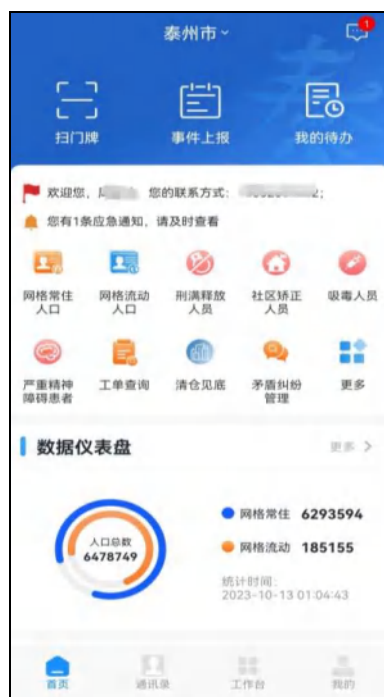 泰州市
1
扫门牌
事件上报
我的待办
欢迎您， 您的联系方式：
您有1条应急通知，请及时查看
网格常住
人口
网格流动
人口
刑满释放
人员
社区矫正
人员
吸毒人员
严重精神
障碍患者
工单查询
清仓见底
矛盾纠纷
管理
更多
数据仪表盘
更多
人口总数
6478749
网格常住 6293594
网格流动 185155
统计时间：
2023-10-13 01:04:43
首页
通讯录
工作台
我的